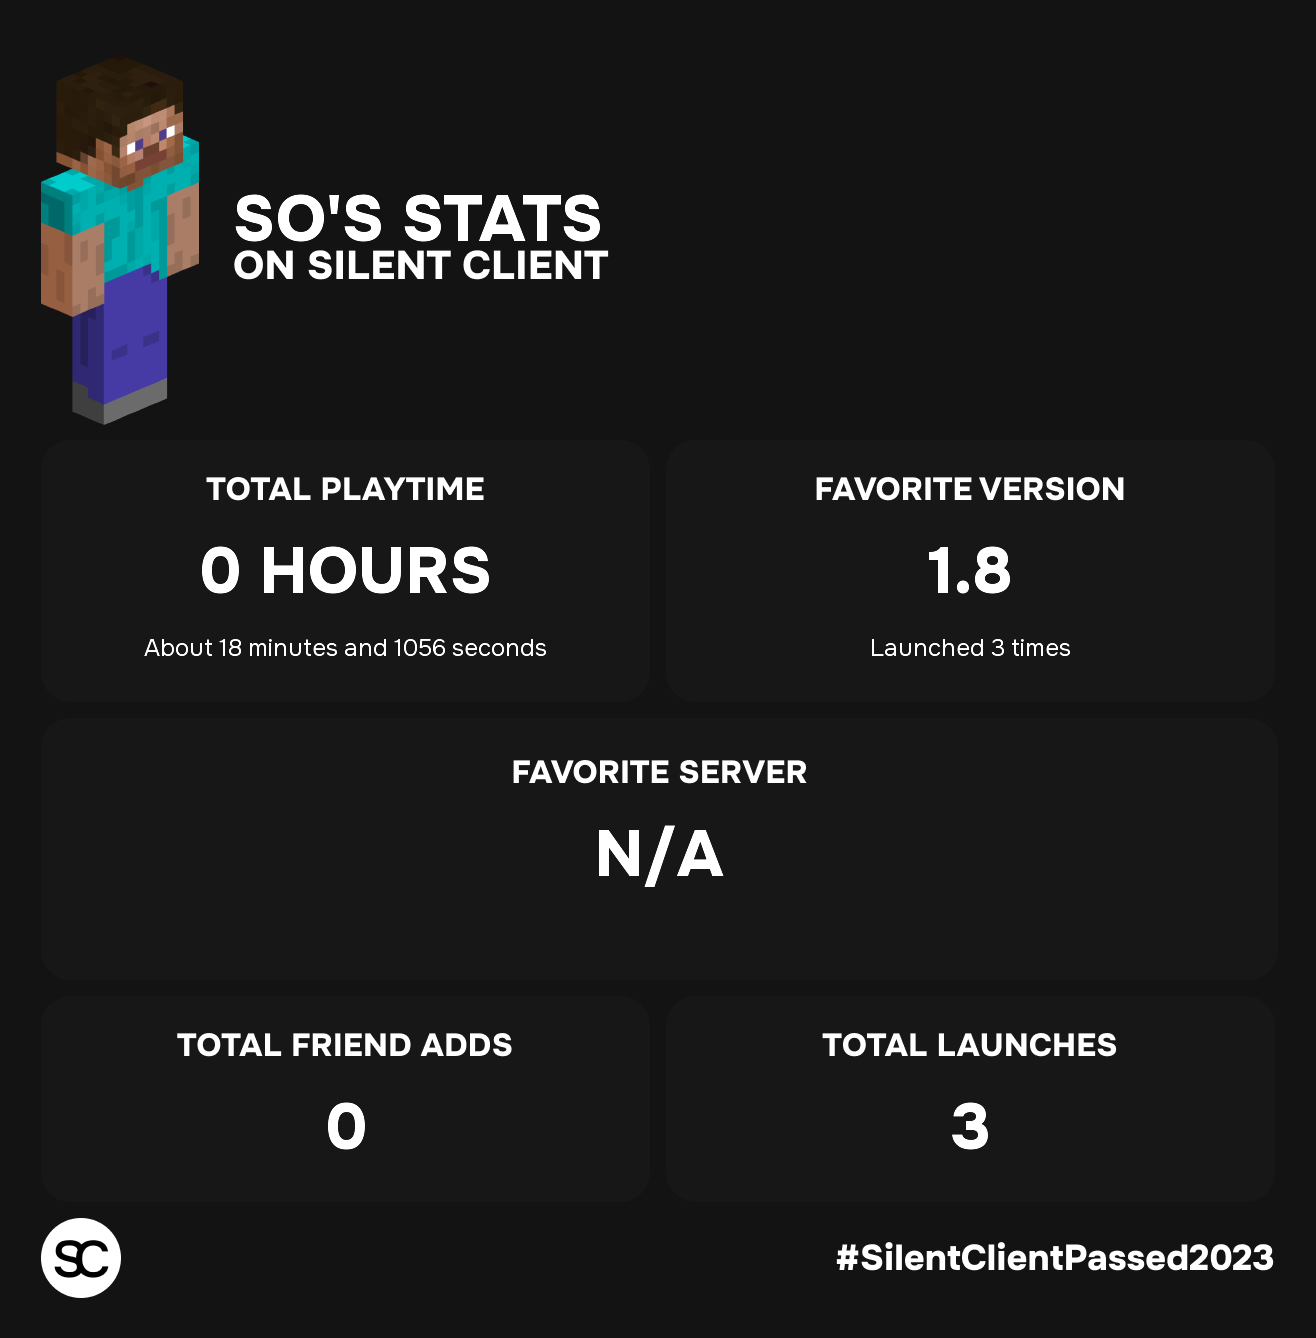 SO'S STATS
ON SILENT CLIENT
TOTAL PLAYTIME
0 HOURS
About 18 minutes and 1056 seconds
FAVORITE VERSION
1.8
Launched 3 times
FAVORITE SERVER
N/A
TOTAL FRIEND ADDS
0
TOTAL LAUNCHES
3
SC
#SilentClientPassed2023